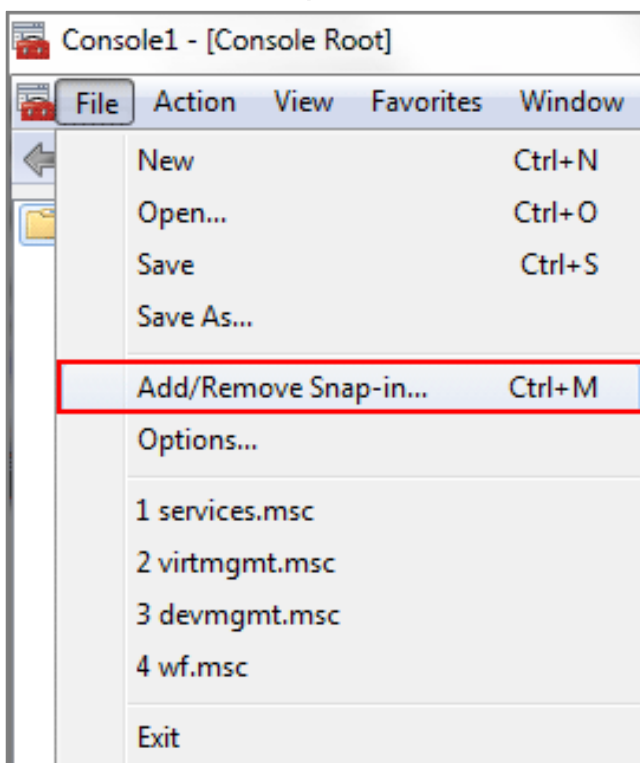 Console1 - [Console Root]
File Action View Favorites Window
New Ctrl+N
Open... Ctrl+O
Save Ctrl+S
Save As...
Add/Remove Snap-in... Ctrl+M
Options...
1 services.msc
2 virtmgmt.msc
3 devmgmt.msc
4 wf.msc
Exit